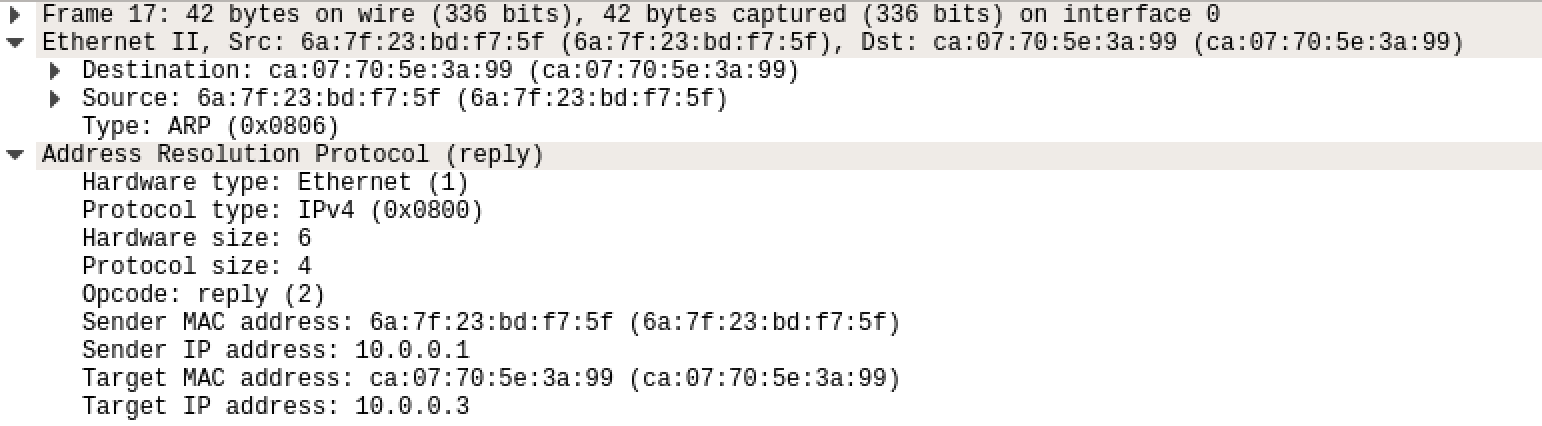 Frame 17: 42 bytes on wire (336 bits), 42 bytes captured (336 bits) on interface 0
Ethernet II, Src: 6a:7f:23:bd:f7:5f (6a:7f:23:bd:f7:5f), Dst: ca:07:70:5e:3a:99 (ca:07:70:5e:3a:99)
Destination: ca:07:70:5e:3a:99 (ca:07:70:5e:3a:99)
Source: 6a:7f:23:bd:f7:5f (6a:7f:23:bd:f7:5f)
Type: ARP (0x0806)
Address Resolution Protocol (reply)
Hardware type: Ethernet (1)
Protocol type: IPv4 (0x0800)
Hardware size: 6
Protocol size: 4
Opcode: reply (2)
Sender MAC address: 6a:7f:23:bd:f7:5f (6a:7f:23:bd:f7:5f)
Sender IP address: 10.0.0.1
Target MAC address: ca:07:70:5e:3a:99 (ca:07:70:5e:3a:99)
Target IP address: 10.0.0.3